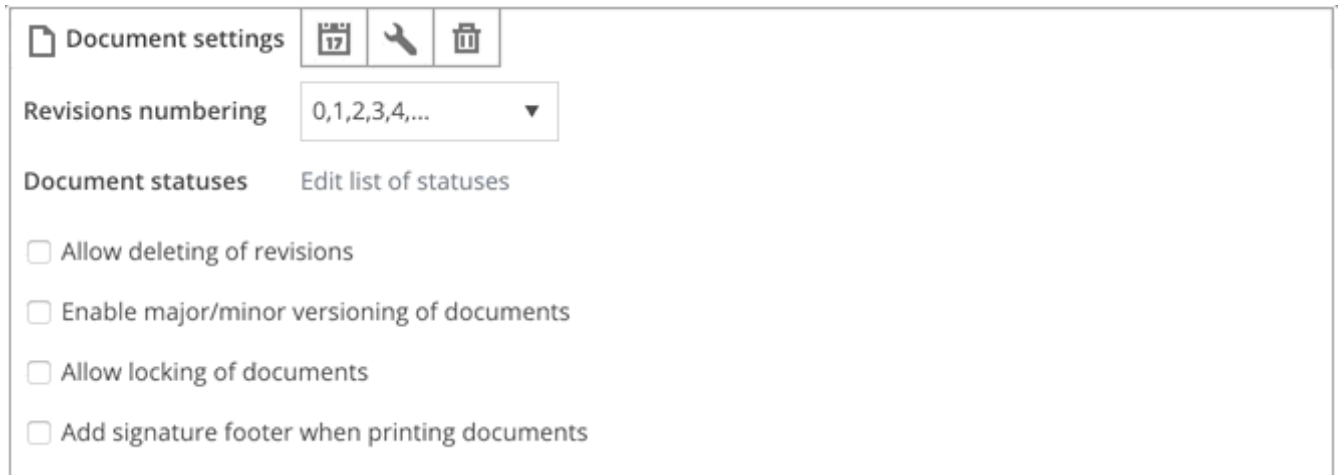 Document settings 17
Revisions numbering 0,1,2,3,4,...
Document statuses Edit list of statuses
Allow deleting of revisions
Enable major/minor versioning of documents
Allow locking of documents
Add signature footer when printing documents